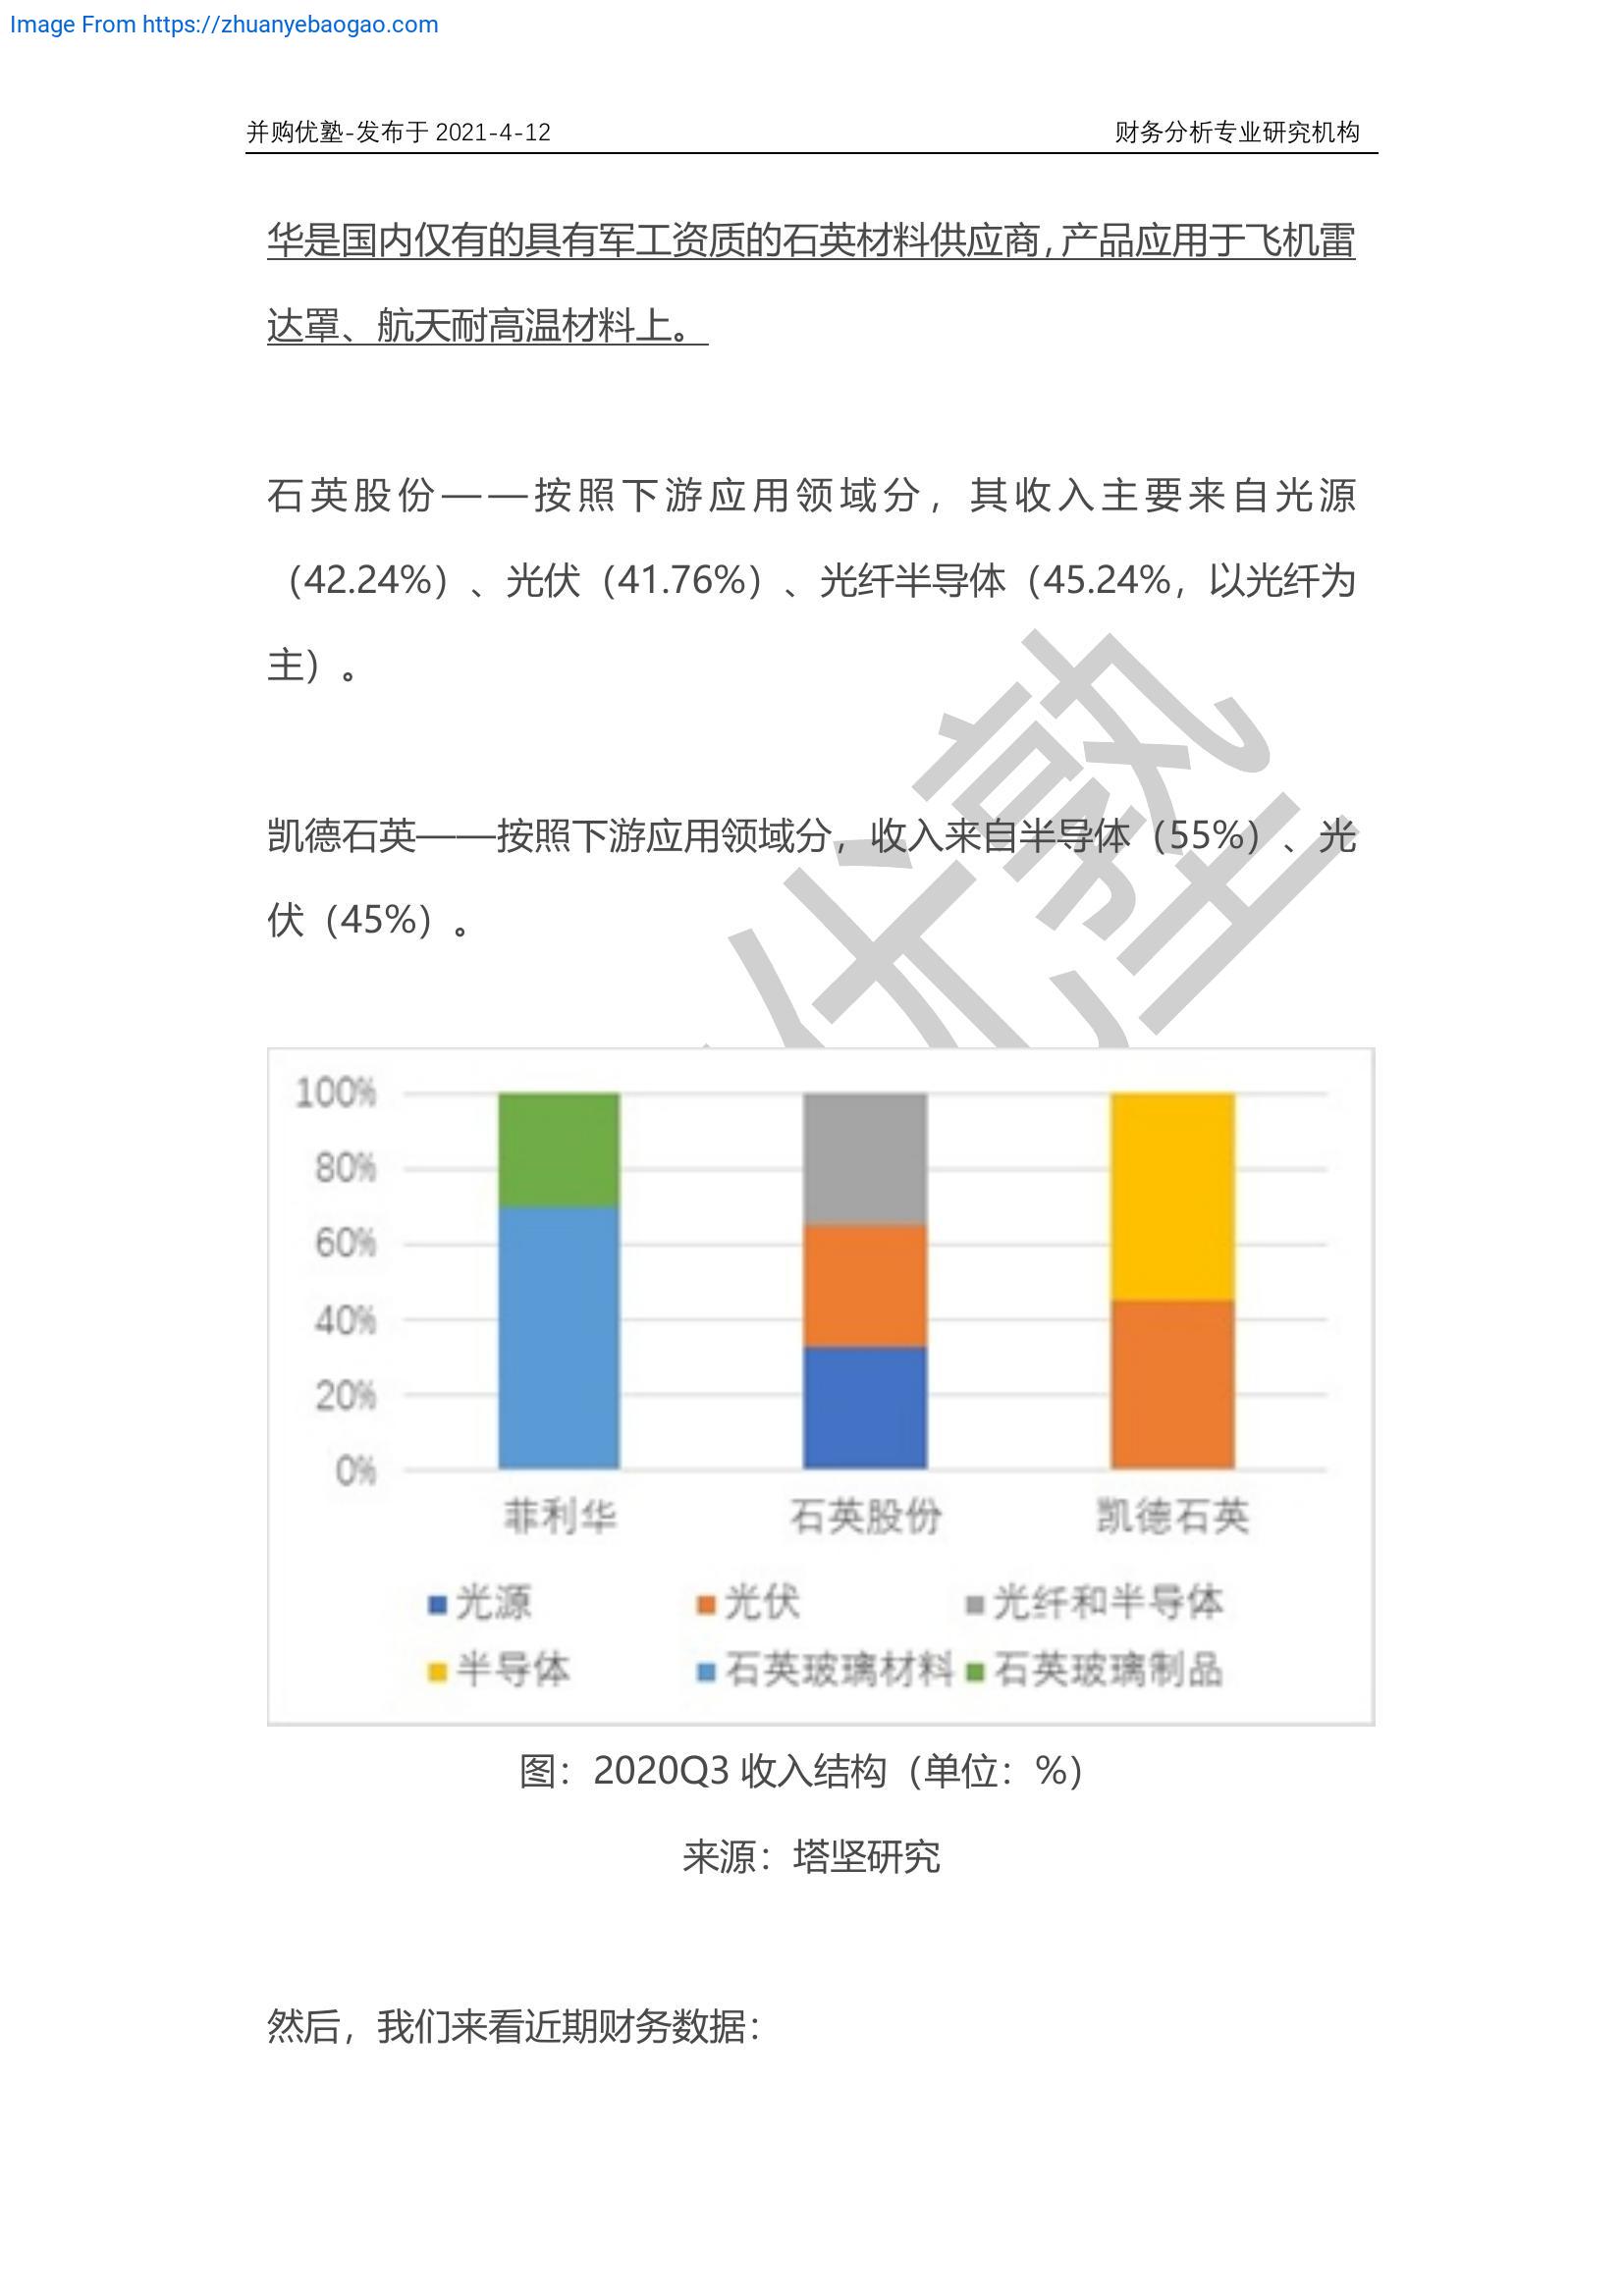 Image From https://zhuanyebaogao.com
并购优塾-发布于 2021-4-12 财务分析专业研究机构
华是国内仅有的具有军工资质的石英材料供应商，产品应用于飞机雷
达罩、航天耐高温材料上。
石英股份——按照下游应用领域分，其收入主要来自光源
（42.24%）、光伏（41.76%）、光纤半导体（45.24%，以光纤为
主）。
凯德石英——按照下游应用领域分，收入来自半导体（55%）、光
伏（45%）。
优塾
100%
80%
60%
40%
20%
0%
菲利华 石英股份 凯德石英
光源 光伏 光纤和半导体
半导体 石英玻璃材料 石英玻璃制品
图：2020Q3 收入结构（单位：%）
来源：塔坚研究
然后，我们来看近期财务数据：